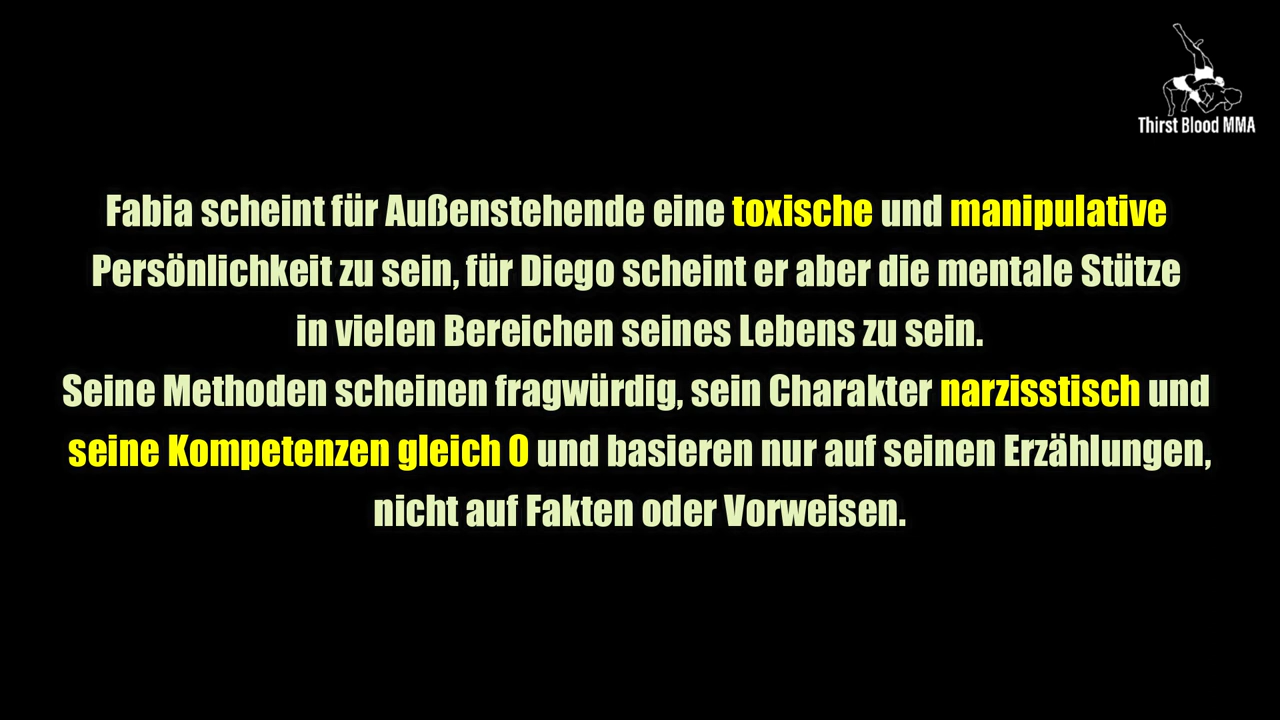 Thirst Blood MMA
Fabia scheint für Außenstehende eine toxische und manipulative
Persönlichkeit zu sein, für Diego scheint er aber die mentale Stütze
in vielen Bereichen seines Lebens zu sein.
Seine Methoden scheinen fragwürdig, sein Charakter narzisstisch und
seine Kompetenzen gleich 0 und basieren nur auf seinen Erzählungen,
nicht auf Fakten oder Vorweisen.